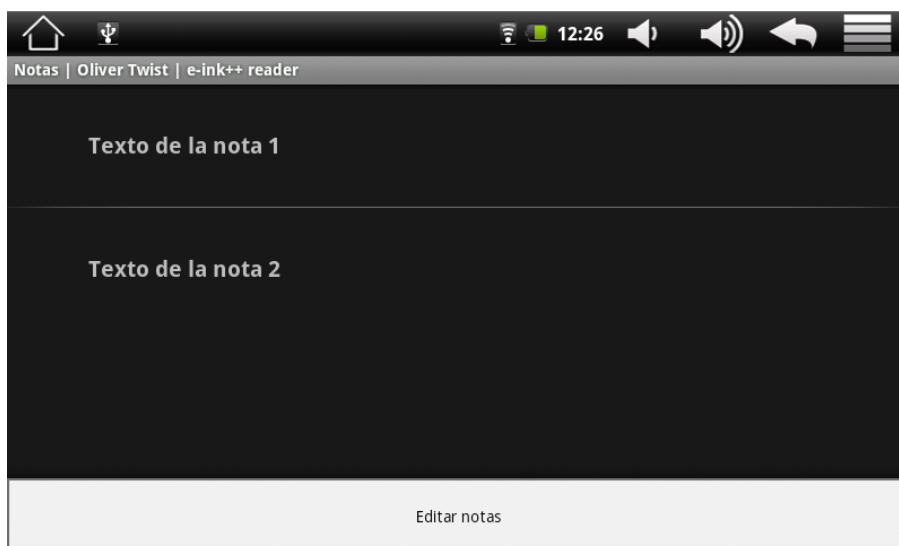 12:26
Notas | Oliver Twist | e-ink++ reader
Texto de la nota 1
Texto de la nota 2
Editar notas